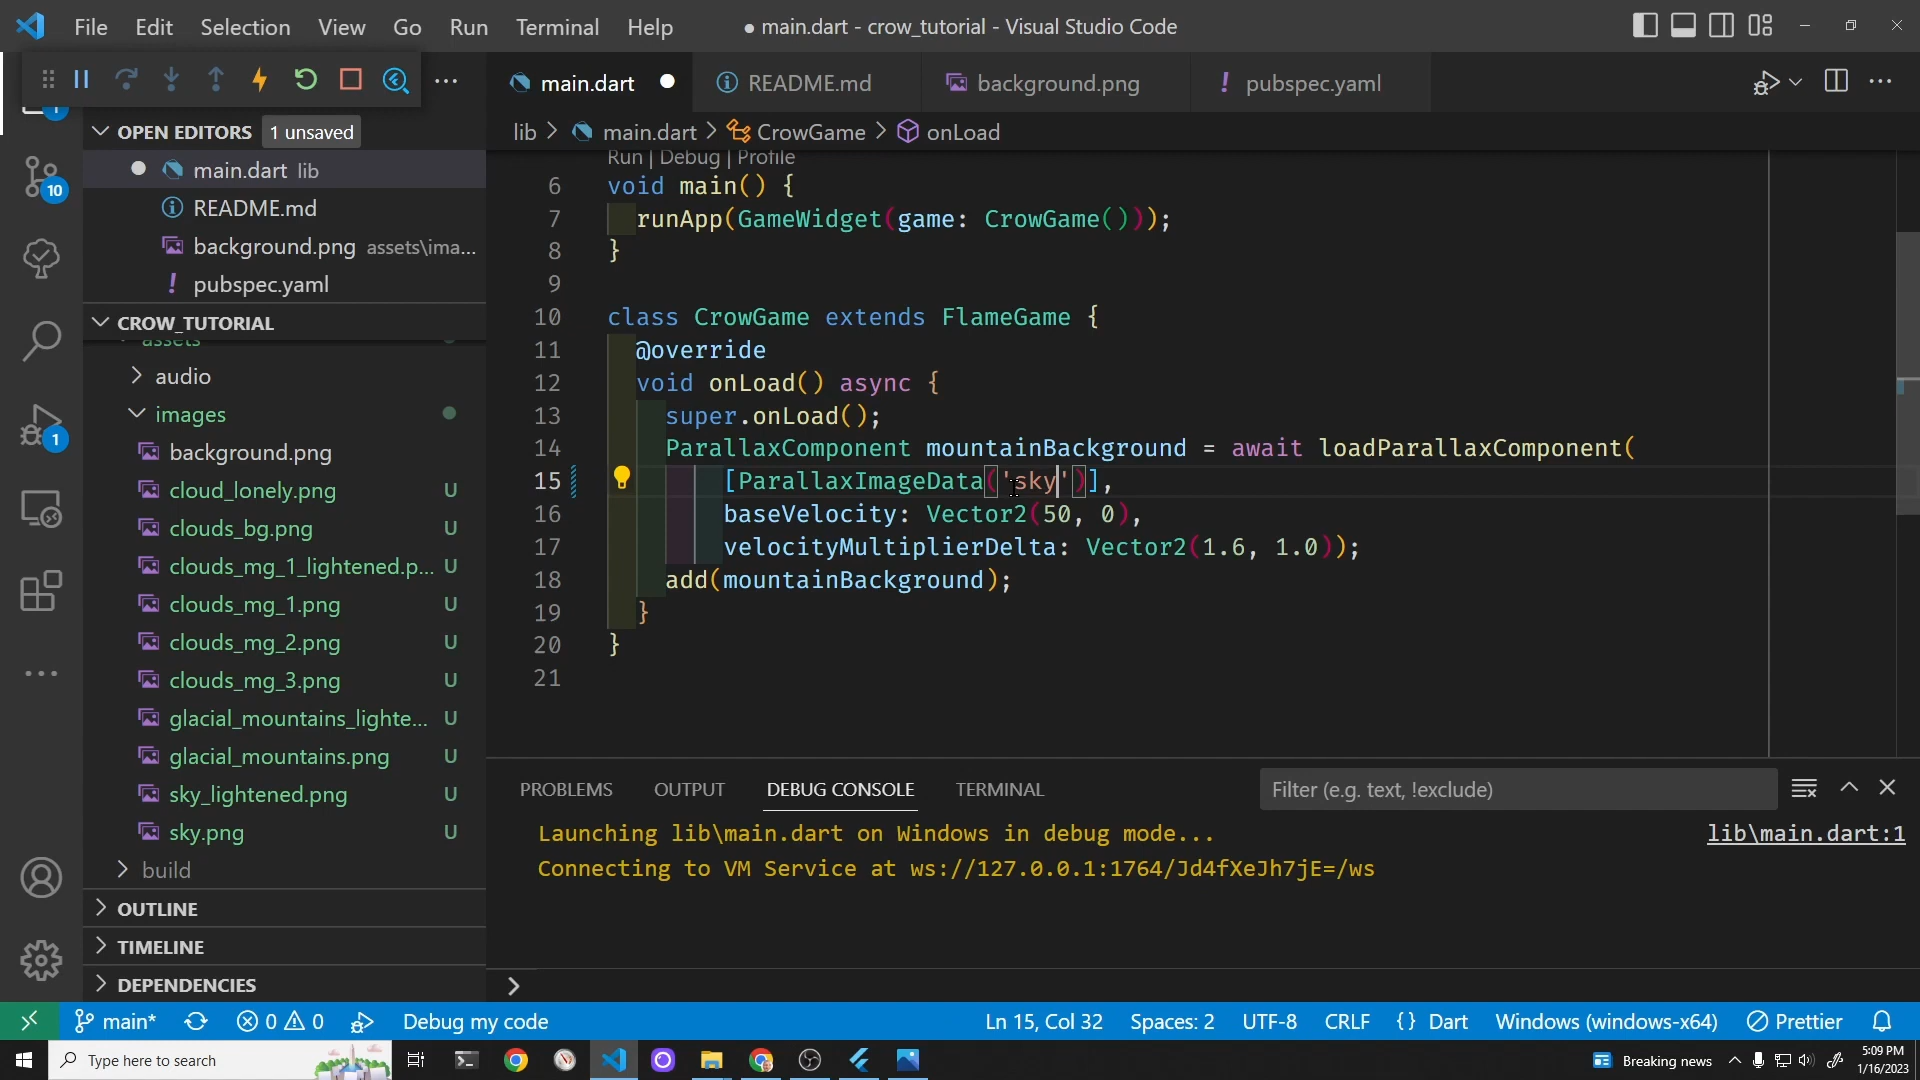 File Edit Selection View Go Run Terminal Help
● main.dart - crow_tutorial - Visual Studio Code
main.dart
README.md
background.png
pubspec.yaml
1
OPEN EDITORS 1 unsaved
main.dart lib
README.md
background.png assets\ima...
pubspec.yaml
10
1
CROW_TUTORIAL
assets
audio
images
background.png
cloud_lonely.png U
clouds_bg.png U
clouds_mg_1_lightened.p... U
clouds_mg_1.png U
clouds_mg_2.png U
clouds_mg_3.png U
glacial_mountains_lighte... U
glacial_mountains.png U
sky_lightened.png U
sky.png U
build
OUTLINE
TIMELINE
DEPENDENCIES
lib > main.dart > CrowGame > onLoad
Run | Debug | Profile
6 void main() {
7 runApp(GameWidget(game: CrowGame()));
8 }
9
10 class CrowGame extends FlameGame {
11 @override
12 void onLoad() async {
13 super.onLoad();
14 ParallaxComponent mountainBackground = await loadParallaxComponent(
15 [ParallaxImageData('sky')],
16 baseVelocity: Vector2(50, 0),
17 velocityMultiplierDelta: Vector2(1.6, 1.0));
18 add(mountainBackground);
19 }
20 }
21
PROBLEMS OUTPUT DEBUG CONSOLE TERMINAL Filter (e.g. text, !exclude)
Launching lib\main.dart on Windows in debug mode... lib\main.dart:1
Connecting to VM Service at ws://127.0.0.1:1764/Jd4fXeJh7jE=/ws
main* 0 0 Debug my code Ln 15, Col 32 Spaces: 2 UTF-8 CRLF {} Dart Windows (windows-x64) Prettier
Type here to search Breaking news
5:09 PM
1/16/2023